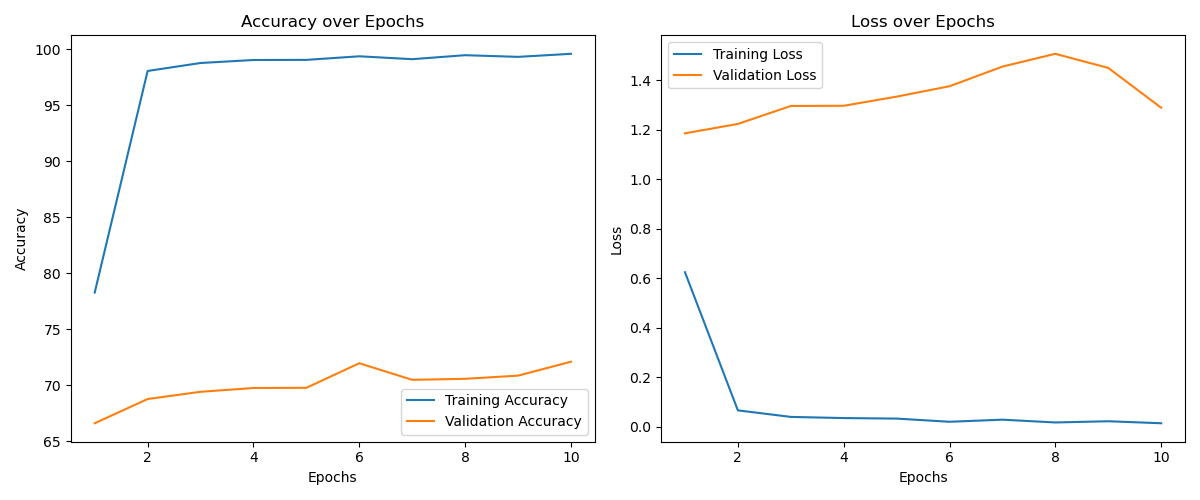 Accuracy over Epochs
Accuracy
100
95
90
85
80
75
70
65
2 4 6 8 10
Epochs
Training Accuracy
Validation Accuracy
Loss over Epochs
Loss
1.4
1.2
1.0
0.8
0.6
0.4
0.2
0.0
2 4 6 8 10
Epochs
Training Loss
Validation Loss